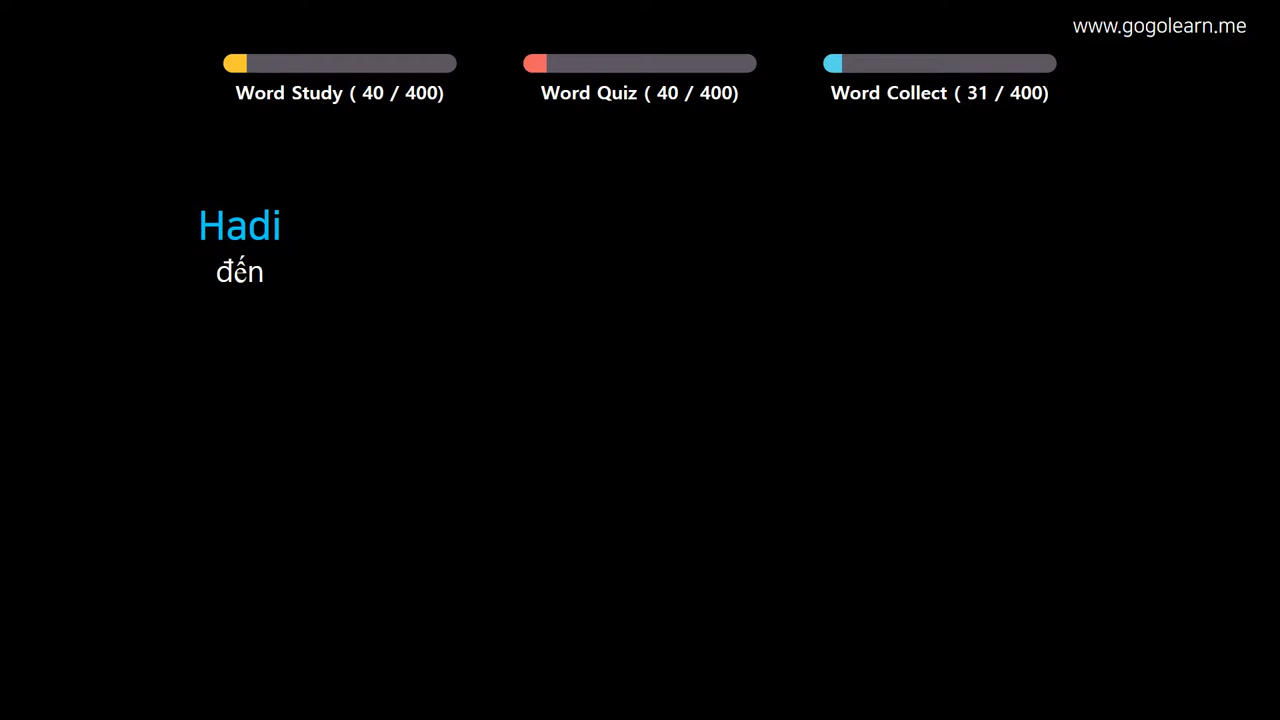 www.gogolearn.me
Word Study ( 40 / 400)
Word Quiz ( 40 / 400)
Word Collect ( 31 / 400)
Hadi
đến